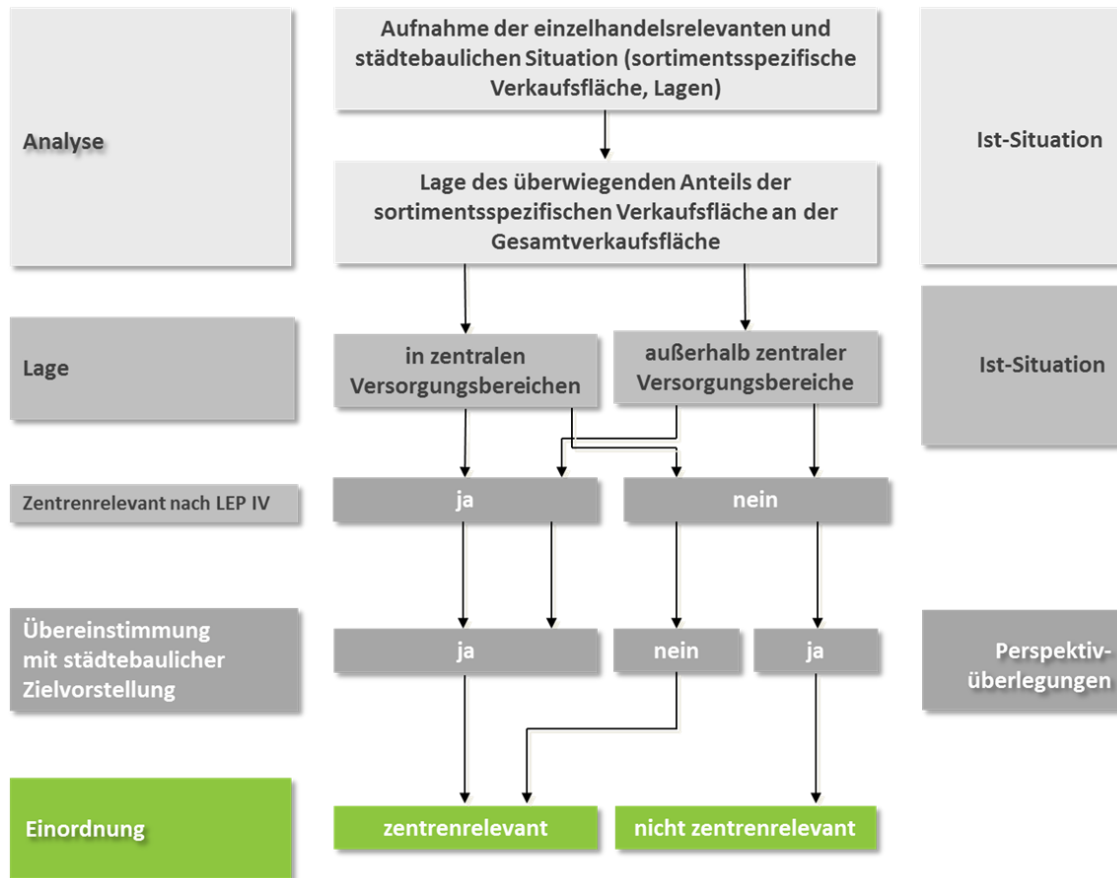 Aufnahme der einzelhandelsrelevanten und
städtebaulichen Situation (sortimentsspezifische
Verkaufsfläche, Lagen)
Analyse
Ist-Situation
Lage des überwiegenden Anteils der
sortimentsspezifischen Verkaufsfläche an der
Gesamtverkaufsfläche
Lage
in zentralen
Versorgungsbereichen
außerhalb zentraler
Versorgungsbereiche
Ist-Situation
Zentrenrelevant nach LEP IV
ja
nein
Übereinstimmung
mit städtebaulicher
Zielvorstellung
ja
nein
ja
Perspektiv-
überlegungen
Einordnung
zentrenrelevant
nicht zentrenrelevant